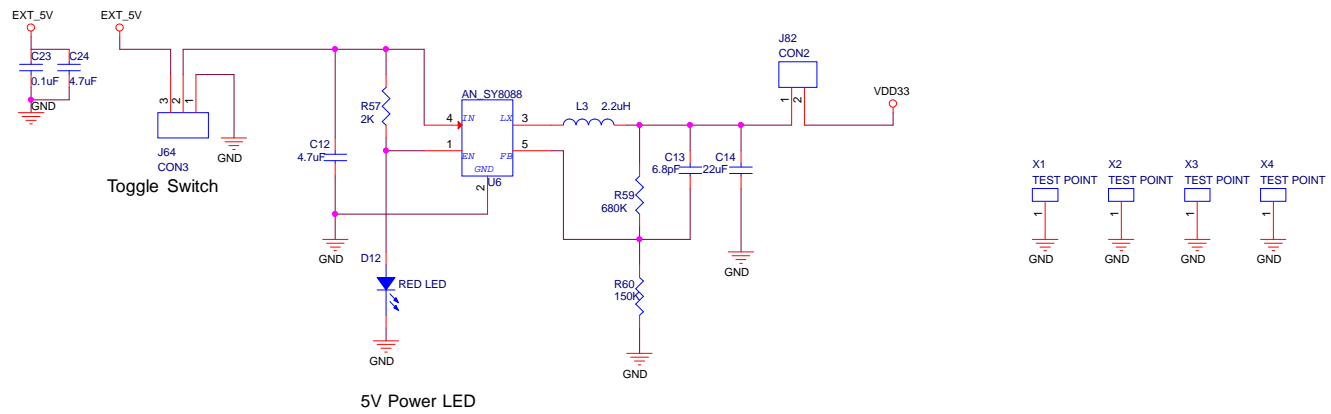 EXT_5V
EXT_5V
C23
0.1uF
C24
4.7uF
GND
3
2
1
J64
CON3
GND
Toggle Switch
C12
4.7uF
GND
R57
2K
AN_SY8088
4
IN
LX
3
1
EN
FB
5
GND
2
U6
D12
RED LED
GND
5V Power LED
L3
2.2uH
R59
680K
C13
6.8pF
C14
22uF
GND
R60
150K
GND
J82
CON2
1
2
VDD33
X1
TEST POINT
1
GND
X2
TEST POINT
1
GND
X3
TEST POINT
1
GND
X4
TEST POINT
1
GND